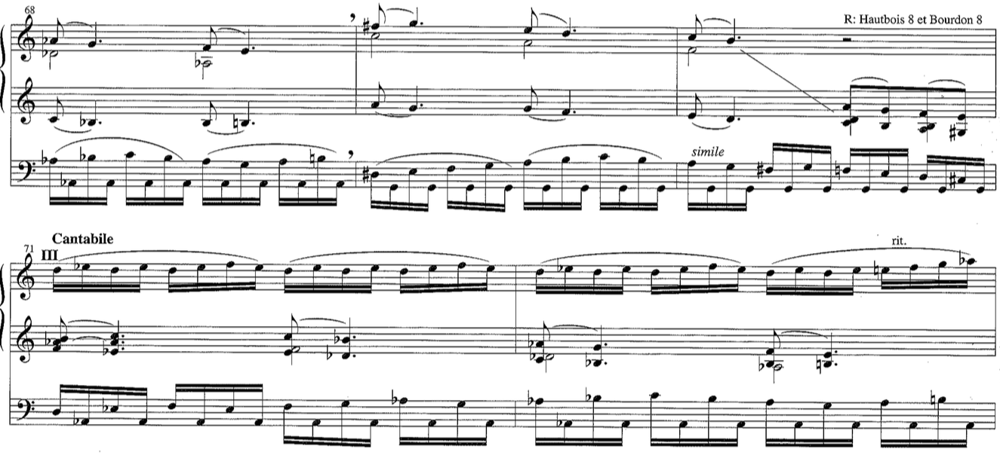 68
R: Hautbois 8 et Bourdon 8
simile
Cantabile
71
III
rit.